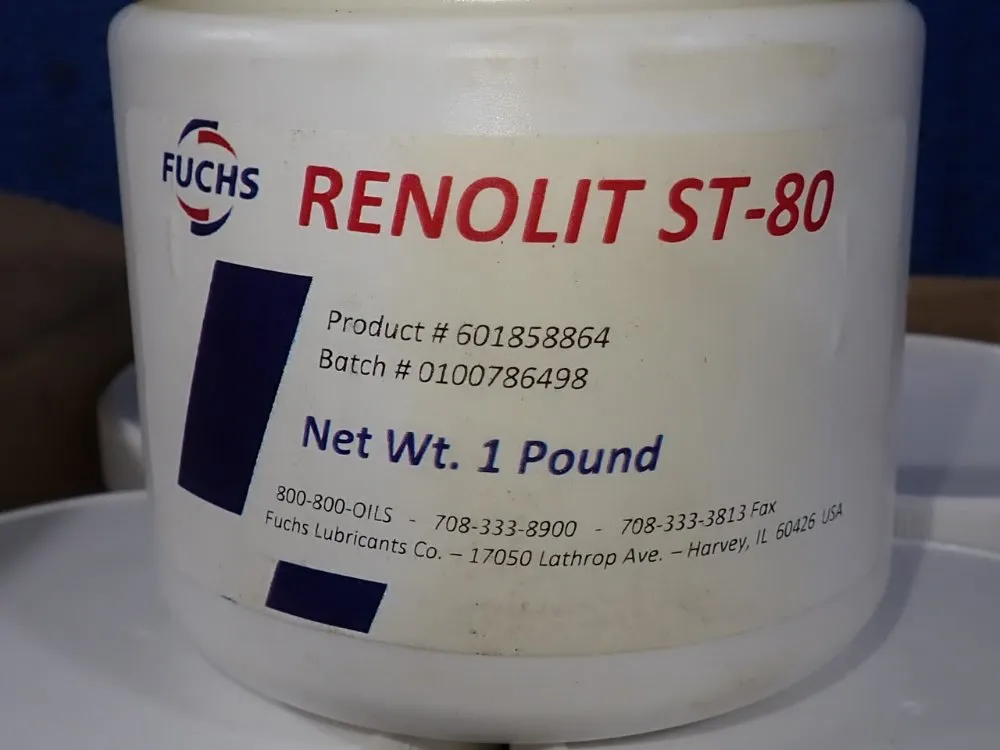 FUCHS
RENOLIT ST-80
Product # 601858864
Batch # 0100786498
Net Wt. 1 Pound
800-800-OILS - 708-333-8900 - 708-333-3813 Fax
Fuchs Lubricants Co. – 17050 Lathrop Ave. – Harvey, IL 60426 USA